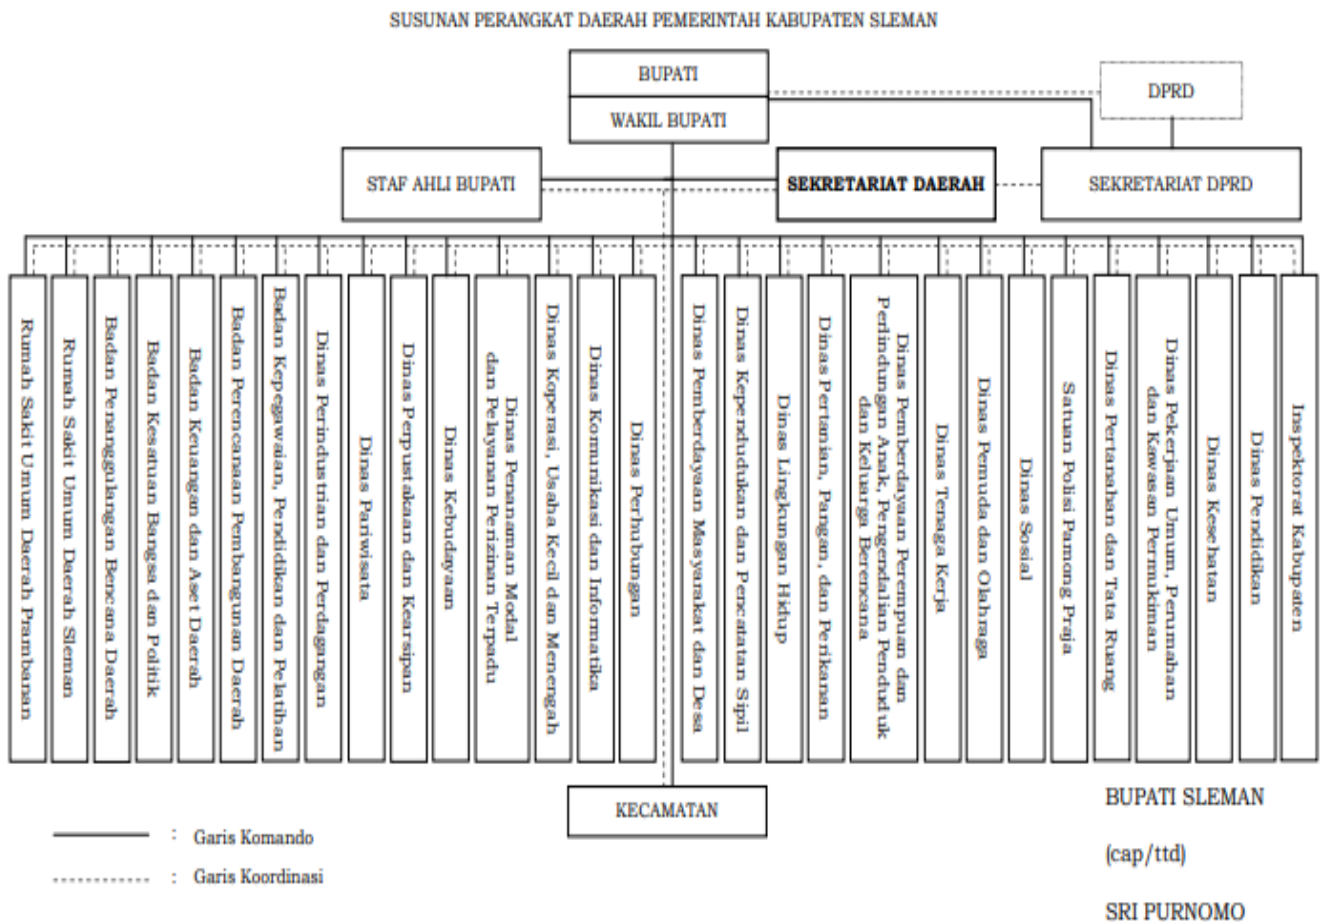 SUSUNAN PERANGKAT DAERAH PEMERINTAH KABUPATEN SLEMAN
BUPATI
WAKIL BUPATI
DPRD
STAF AHLI BUPATI
SEKRETARIAT DAERAH
SEKRETARIAT DPRD
Rumah Sakit Umum Daerah Prambanan
Rumah Sakit Umum Daerah Sleman
Badan Penanggulangan Bencana Daerah
Badan Kesatuan Bangsa dan Politik
Badan Keuangan dan Aset Daerah
Badan Perencanaan Pembangunan Daerah
Badan Kepegawaian, Pendidikan dan Pelatihan
Dinas Perindustrian dan Perdagangan
Dinas Pariwisata
Dinas Perpustakaan dan Kearsipan
Dinas Kebudayaan
Dinas Penanaman Modal
dan Pelayanan Perizinan Terpadu
Dinas Koperasi, Usaha Kecil dan Menengah
Dinas Komunikasi dan Informatika
Dinas Perhubungan
Dinas Pemberdayaan Masyarakat dan Desa
Dinas Kependudukan dan Pencatatan Sipil
Dinas Lingkungan Hidup
Dinas Pertanian, Pangan, dan Perikanan
Dinas Pemberdayaan Perempuan dan
Perlindungan Anak, Pengendalian Penduduk
dan Keluarga Berencana
Dinas Tenaga Kerja
Dinas Pemuda dan Olahraga
Dinas Sosial
Satuan Polisi Pamong Praja
Dinas Pertanahan dan Tata Ruang
Dinas Pekerjaan Umum, Perumahan
dan Kawasan Permukiman
Dinas Kesehatan
Dinas Pendidikan
Inspektorat Kabupaten
KECAMATAN
: Garis Komando
: Garis Koordinasi
BUPATI SLEMAN
(cap/ttd)
SRI PURNOMO